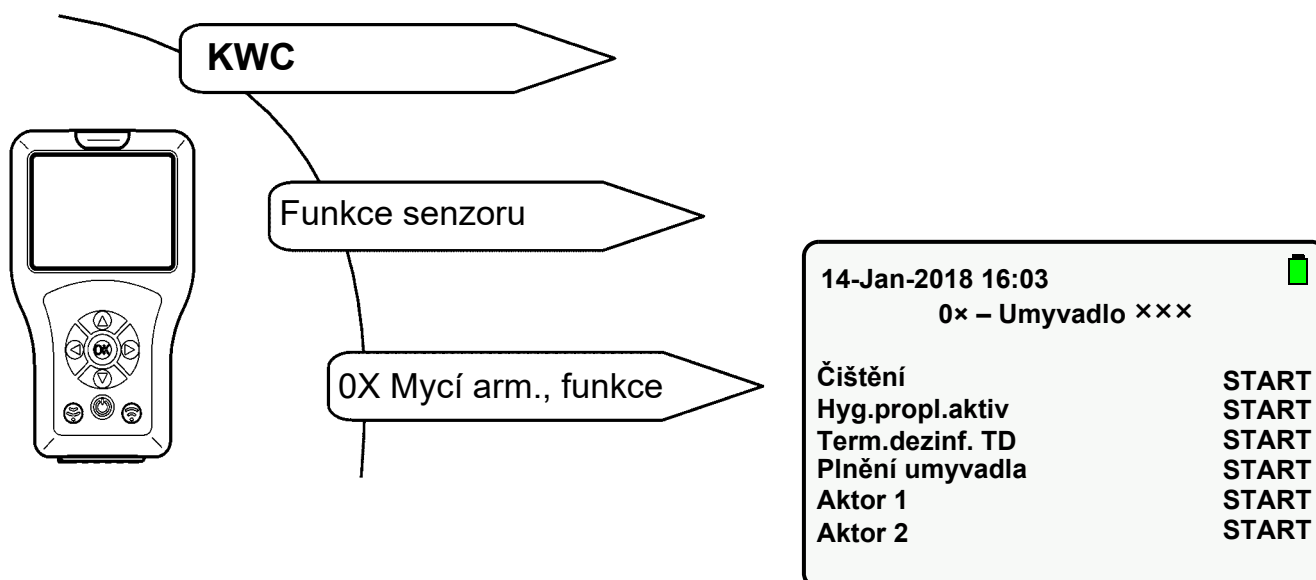 KWC
Funkce senzoru
0X Mycí arm., funkce
OK
14-Jan-2018 16:03
0× – Umyvadlo ×××
Čištění START
Hyg.propl.aktiv START
Term.dezinf. TD START
Plnění umyvadla START
Aktor 1 START
Aktor 2 START